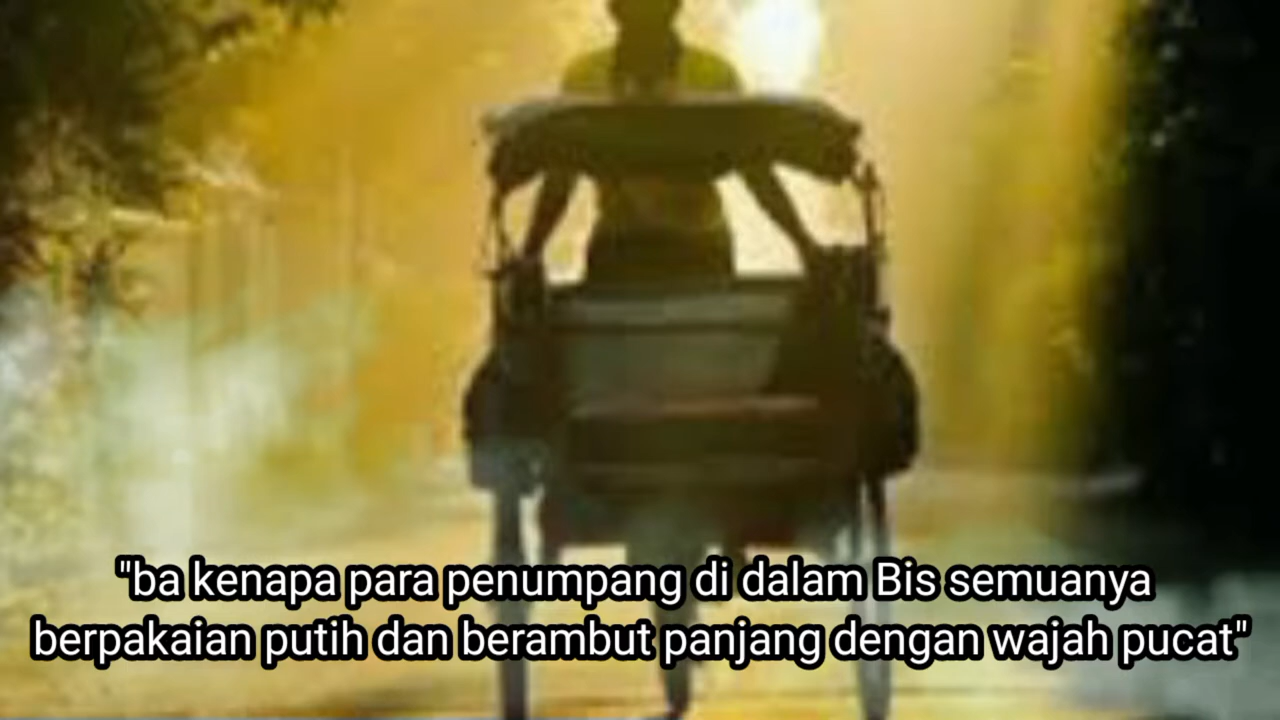 "ba kenapa para penumpang di dalam Bis semuanya
berpakaian putih dan berambut panjang dengan wajah pucat"